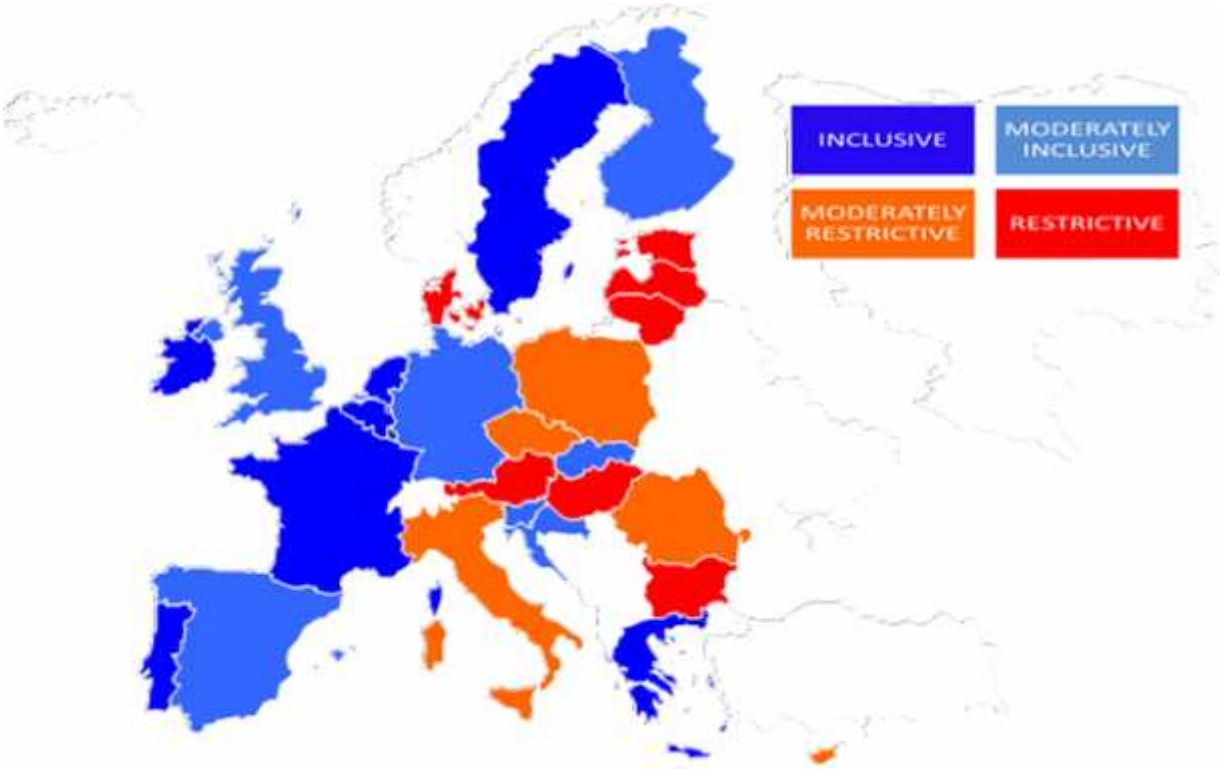 INCLUSIVE
MODERATELY
INCLUSIVE
MODERATELY
RESTRICTIVE
RESTRICTIVE